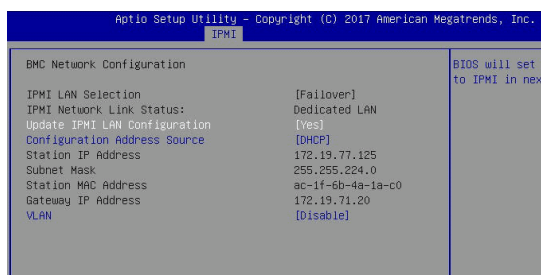 Aptio Setup Utility – Copyright (C) 2017 American Megatrends, Inc.
IPMI
BMC Network Configuration
BIOS will set
to IPMI in nex
IPMI LAN Selection [Failover]
IPMI Network Link Status: Dedicated LAN
Update IPMI LAN Configuration [Yes]
Configuration Address Source [DHCP]
Station IP Address 172.19.77.125
Subnet Mask 255.255.224.0
Station MAC Address ac-1f-6b-4a-1a-c0
Gateway IP Address 172.19.71.20
VLAN [Disable]